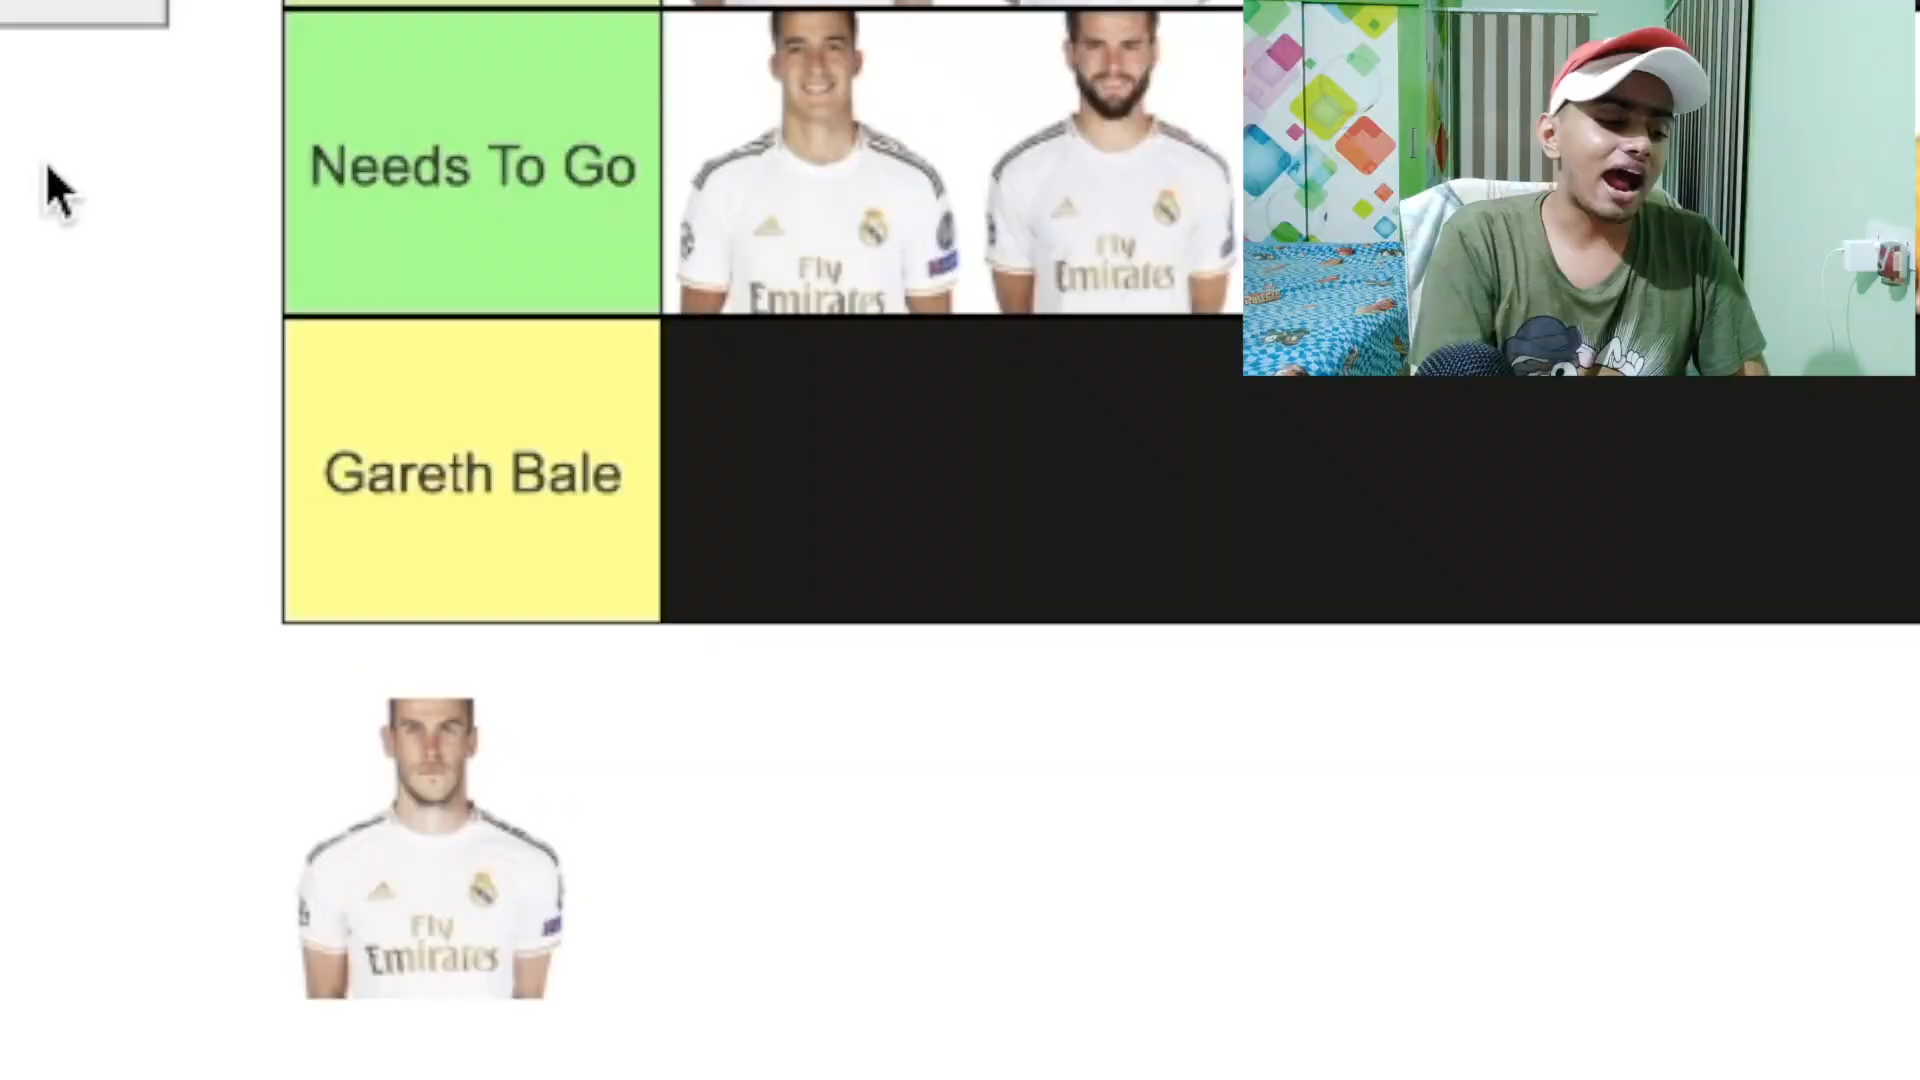 Needs To Go
Fly
Emirates
Fly
Emirates
Gareth Bale
Fly
Emirates